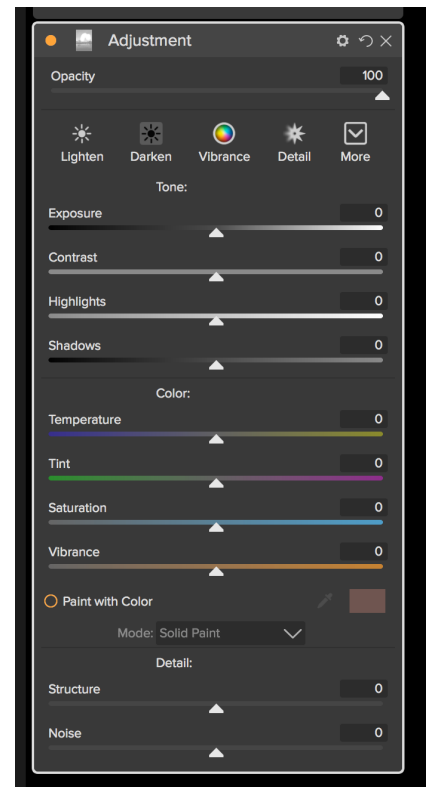 Adjustment
Opacity 100
Lighten Darken Vibrance Detail More
Tone:
Exposure 0
Contrast 0
Highlights 0
Shadows 0
Color:
Temperature 0
Tint 0
Saturation 0
Vibrance 0
Paint with Color
Mode: Solid Paint
Detail:
Structure 0
Noise 0